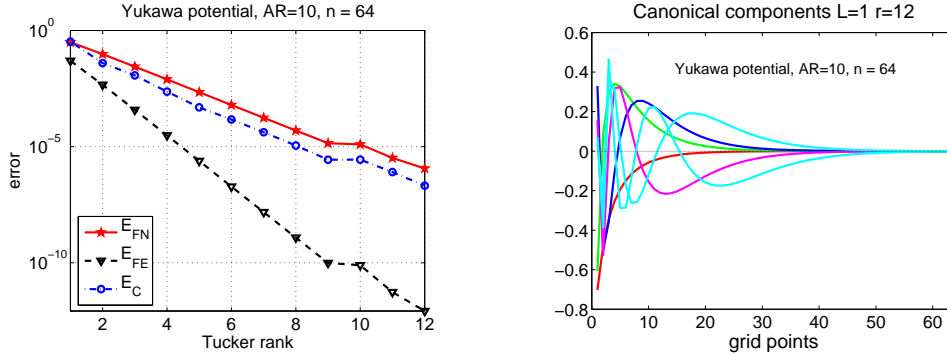 Yukawa potential, AR=10, n = 64
10^0
10^-5
10^-10
error
E_FN
E_FE
E_C
2 4 6 8 10 12
Tucker rank
Canonical components L=1 r=12
Yukawa potential, AR=10, n = 64
0.6
0.4
0.2
0
−0.2
−0.4
−0.6
−0.8
0 10 20 30 40 50 60
grid points